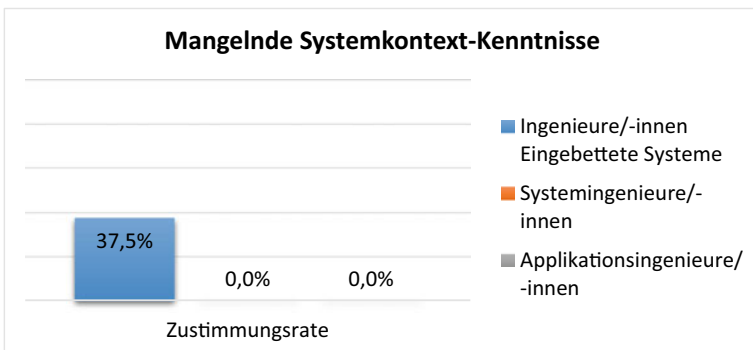 Mangelnde Systemkontext-Kenntnisse
37,5%
0,0%
0,0%
Zustimmungsrate
Ingenieure/-innen
Eingebettete Systeme
Systemingenieure/-
innen
Applikationsingenieure/
-innen